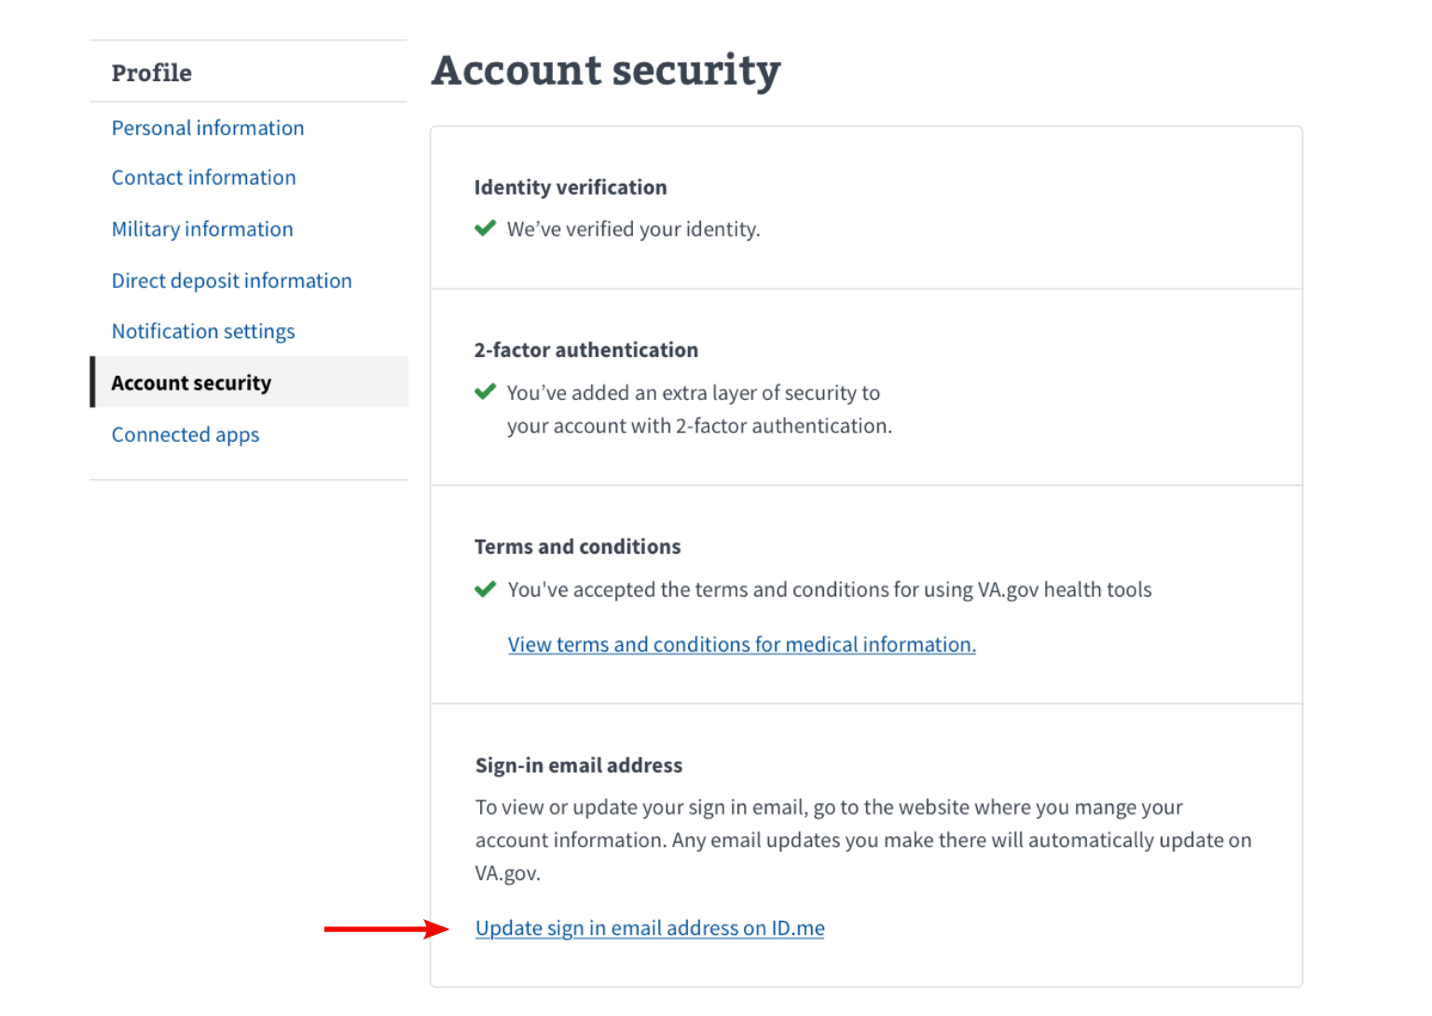 Profile
Personal information
Contact information
Military information
Direct deposit information
Notification settings
Account security
Connected apps
Account security
Identity verification
We’ve verified your identity.
2-factor authentication
You’ve added an extra layer of security to
your account with 2-factor authentication.
Terms and conditions
You've accepted the terms and conditions for using VA.gov health tools
View terms and conditions for medical information.
Sign-in email address
To view or update your sign in email, go to the website where you mange your
account information. Any email updates you make there will automatically update on
VA.gov.
Update sign in email address on ID.me